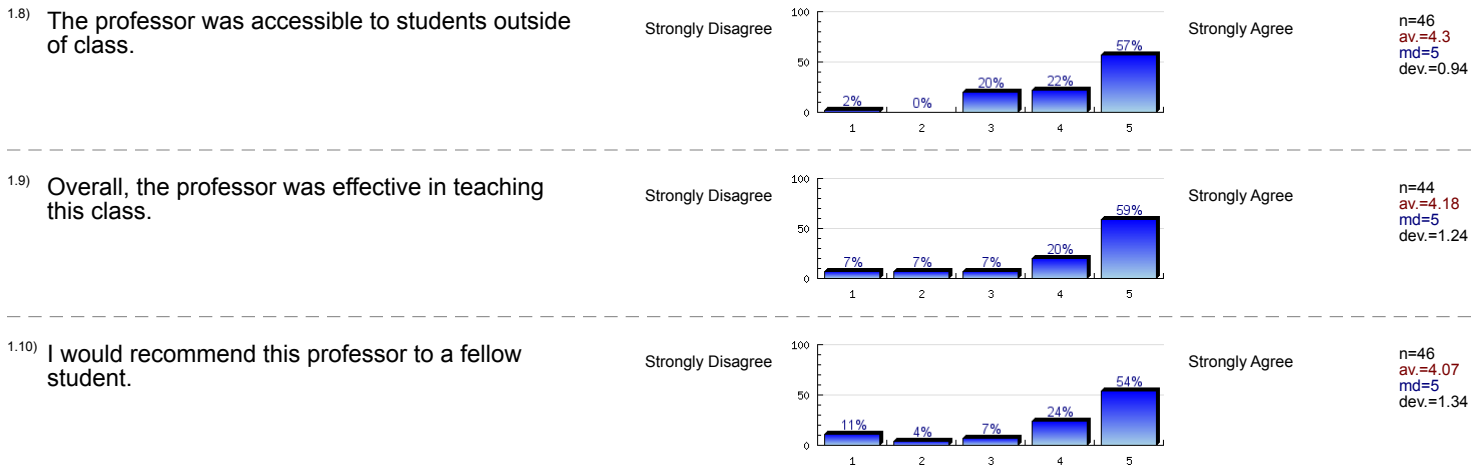 1.8) The professor was accessible to students outside
of class.
Strongly Disagree
100
50
0
2% 0% 20% 22% 57%
1 2 3 4 5
Strongly Agree
n=46
av.=4.3
md=5
dev.=0.94
1.9) Overall, the professor was effective in teaching
this class.
Strongly Disagree
100
50
0
7% 7% 7% 20% 59%
1 2 3 4 5
Strongly Agree
n=44
av.=4.18
md=5
dev.=1.24
1.10) I would recommend this professor to a fellow
student.
Strongly Disagree
100
50
0
11% 4% 7% 24% 54%
1 2 3 4 5
Strongly Agree
n=46
av.=4.07
md=5
dev.=1.34